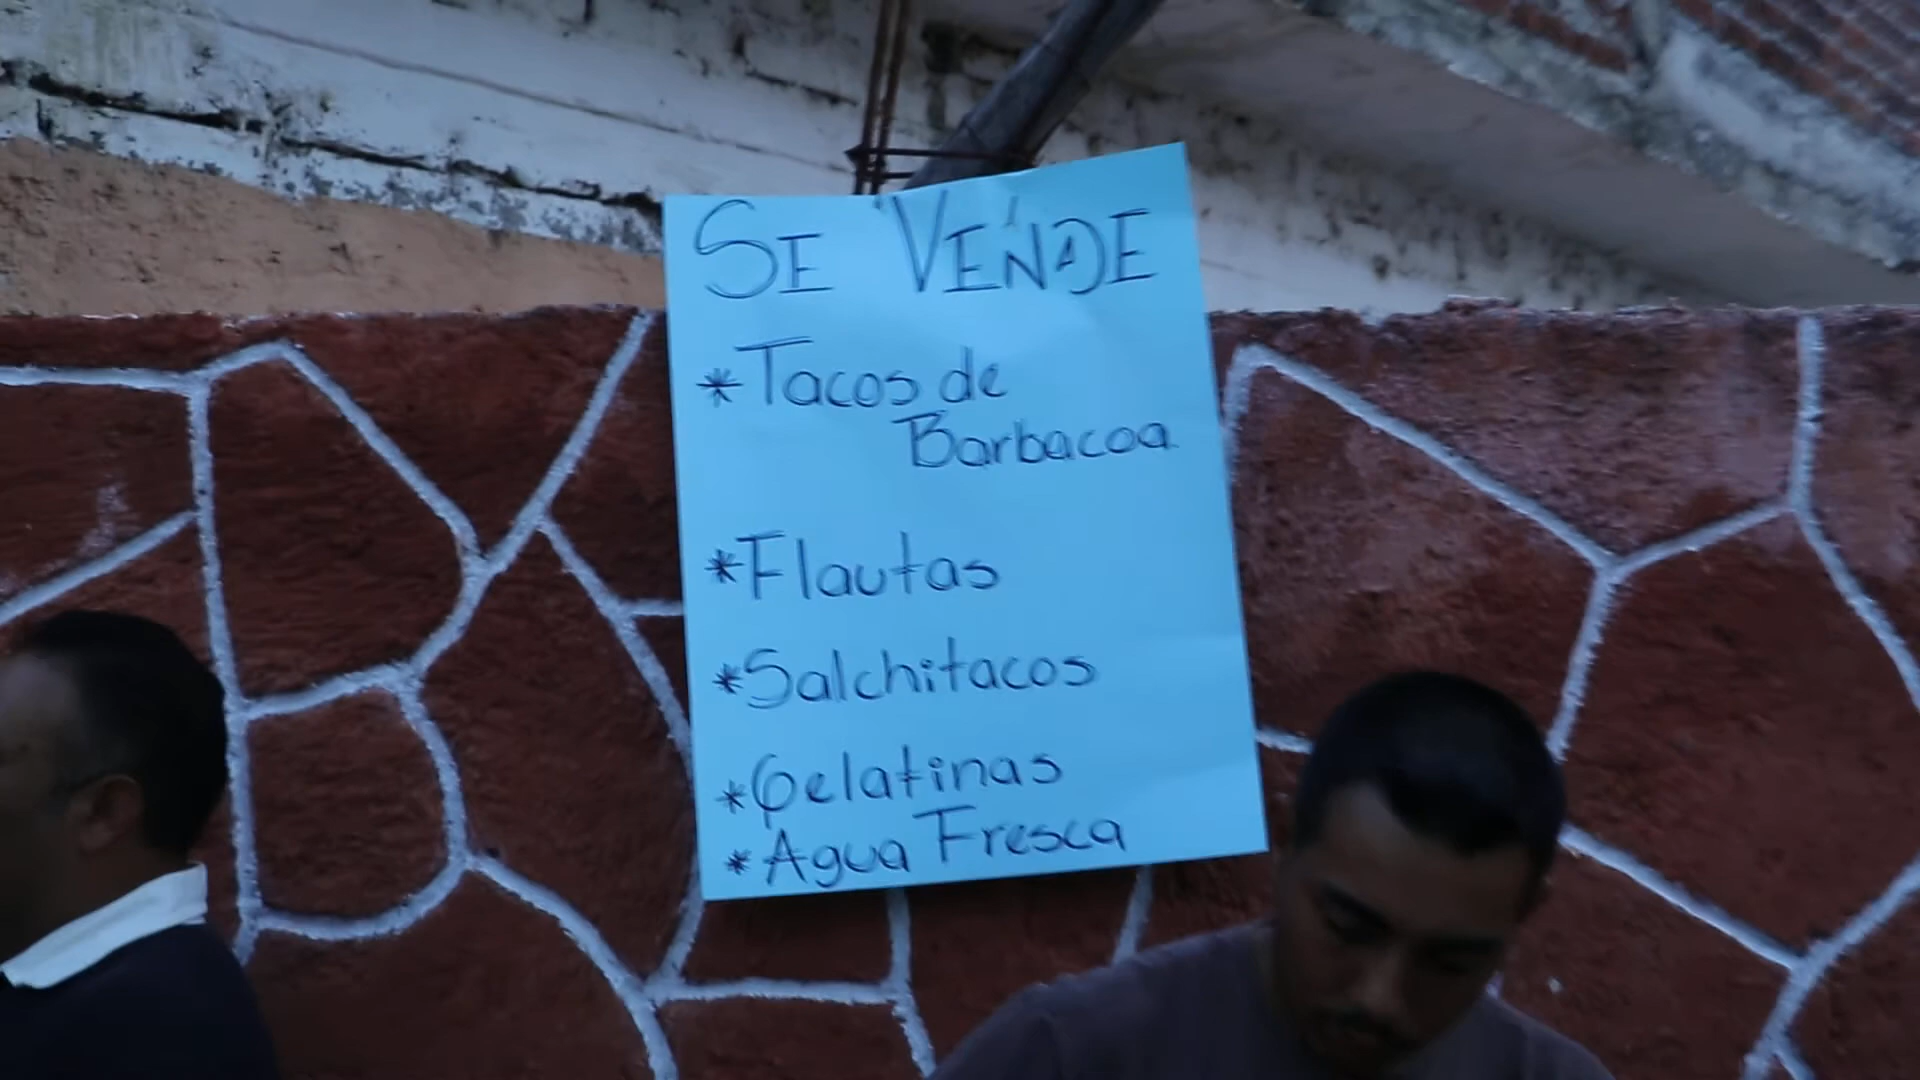 SE VENDE
*Tacos de
Barbacoa
*Flautas
*Salchitacos
*Gelatinas
*Agua Fresca